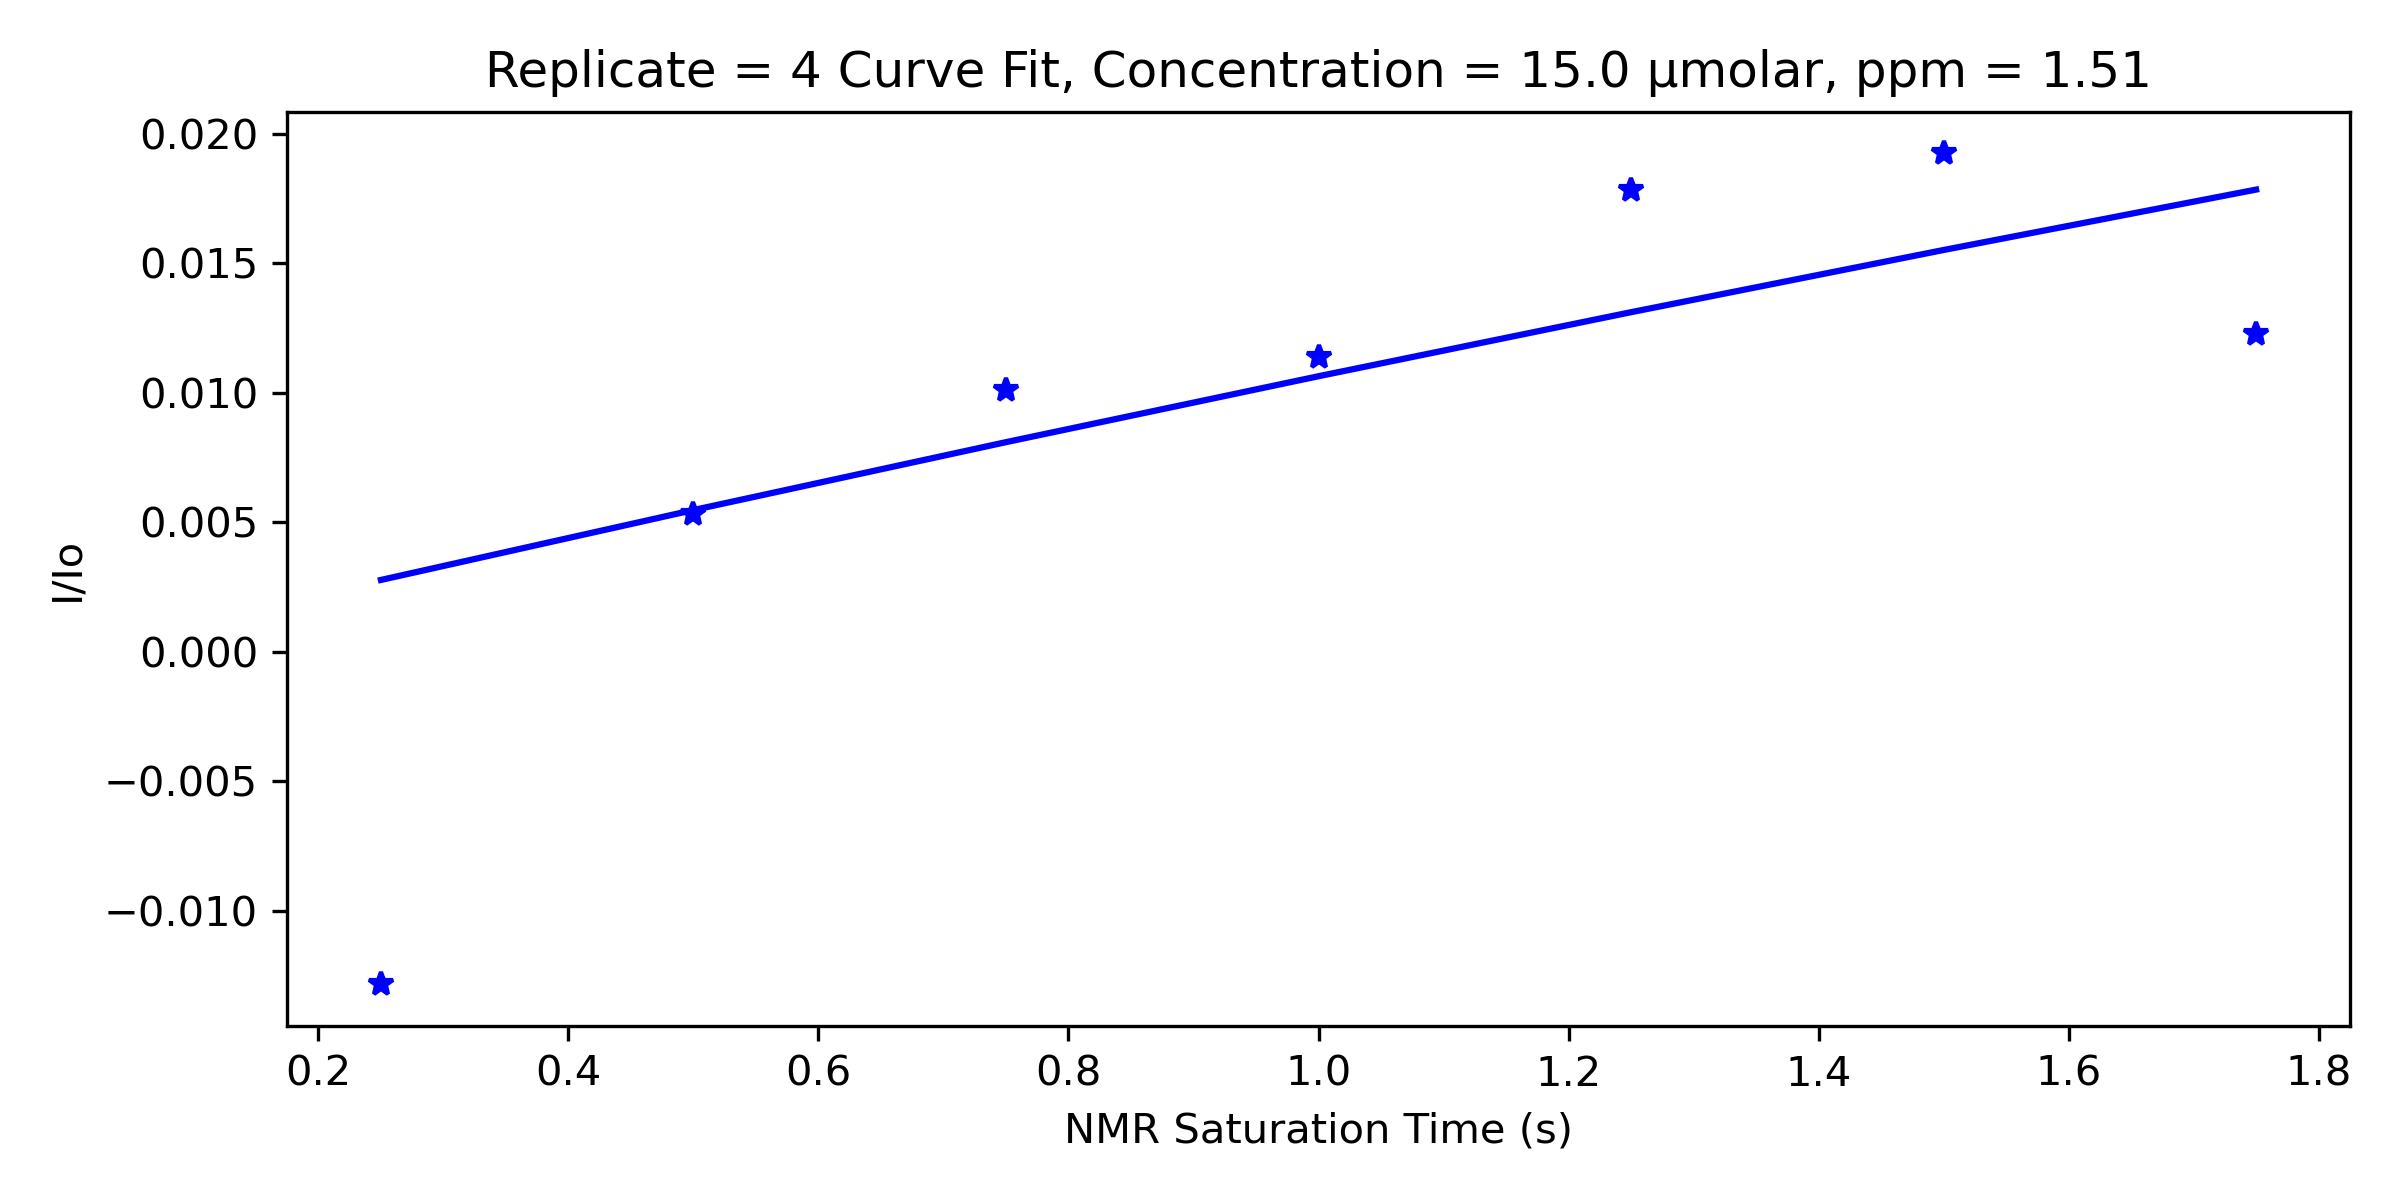 Replicate = 4 Curve Fit, Concentration = 15.0 μmolar, ppm = 1.51
0.020
0.015
0.010
0.005
0.000
−0.005
−0.010
I/Io
0.2 0.4 0.6 0.8 1.0 1.2 1.4 1.6 1.8
NMR Saturation Time (s)